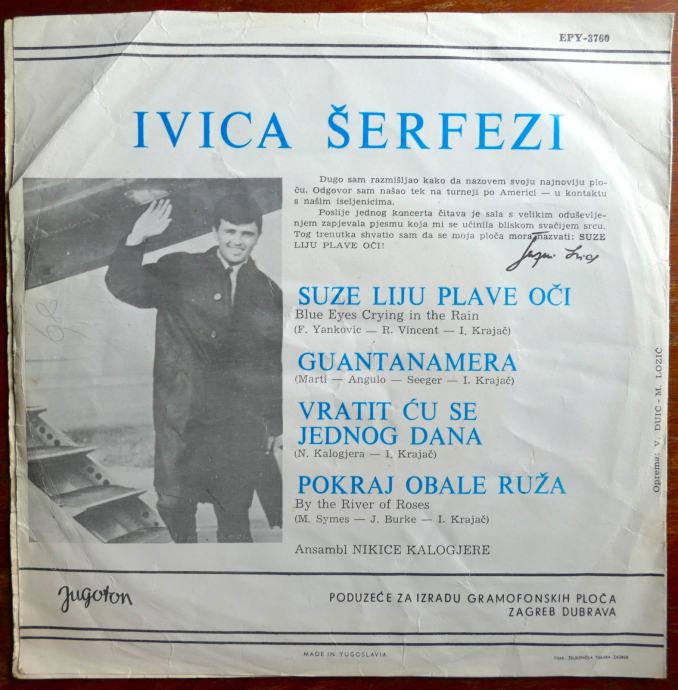 EPY-3760
IVICA ŠERFEZI
Dugo sam razmišljao kako da nazovem svoju najnoviju plo-
ču. Odgovor sam našao tek na turneji po Americi — u kontaktu
s našim iseljenicima.
Poslije jednog koncerta čitava je sala s velikim oduševlje-
njem zapjevala pjesmu koja mi se učinila bliskom svačijem srcu.
Tog trenutka shvatio sam da se moja ploča mora nazvati: SUZE
LIJU PLAVE OČI!
SUZE LIJU PLAVE OČI
Blue Eyes Crying in the Rain
(F. Yankovic — R. Vincent — I. Krajač)
GUANTANAMERA
(Marti — Angulo — Seeger — I. Krajač)
VRATIT ĆU SE
JEDNOG DANA
(N. Kalogjera — I. Krajač)
POKRAJ OBALE RUŽA
By the River of Roses
(M. Symes — J. Burke — I. Krajač)
Ansambl NIKICE KALOGJERE
Oprema: V. DUIĆ - M. LOZIĆ
Jugoton
PODUZEĆE ZA IZRADU GRAMOFONSKIH PLOČA
ZAGREB DUBRAVA
MADE IN YUGOSLAVIA